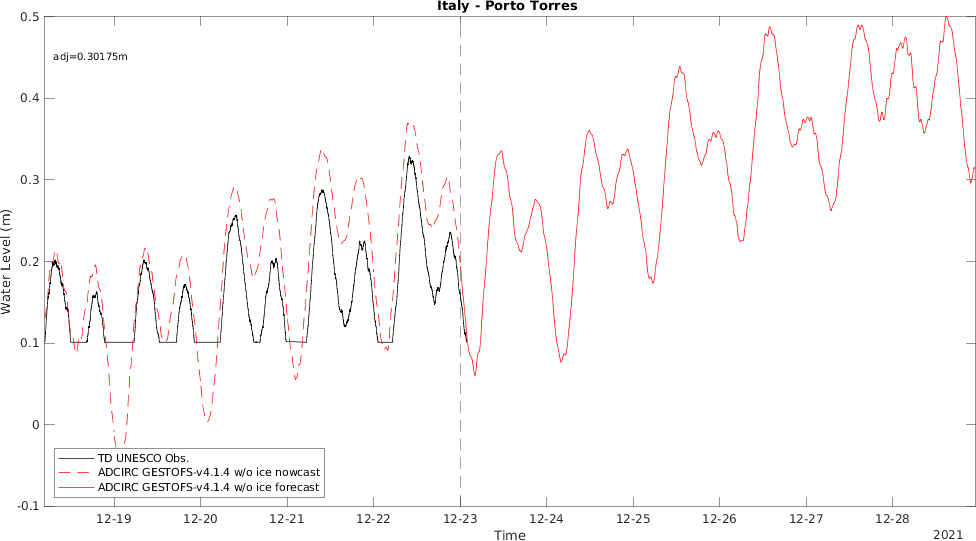 Italy - Porto Torres
adj=0.30175m
0.5
0.4
0.3
0.2
0.1
0
-0.1
Water Level (m)
TD UNESCO Obs.
ADCIRC GESTOFS-v4.1.4 w/o ice nowcast
ADCIRC GESTOFS-v4.1.4 w/o ice forecast
12-19 12-20 12-21 12-22 12-23 12-24 12-25 12-26 12-27 12-28
Time
2021